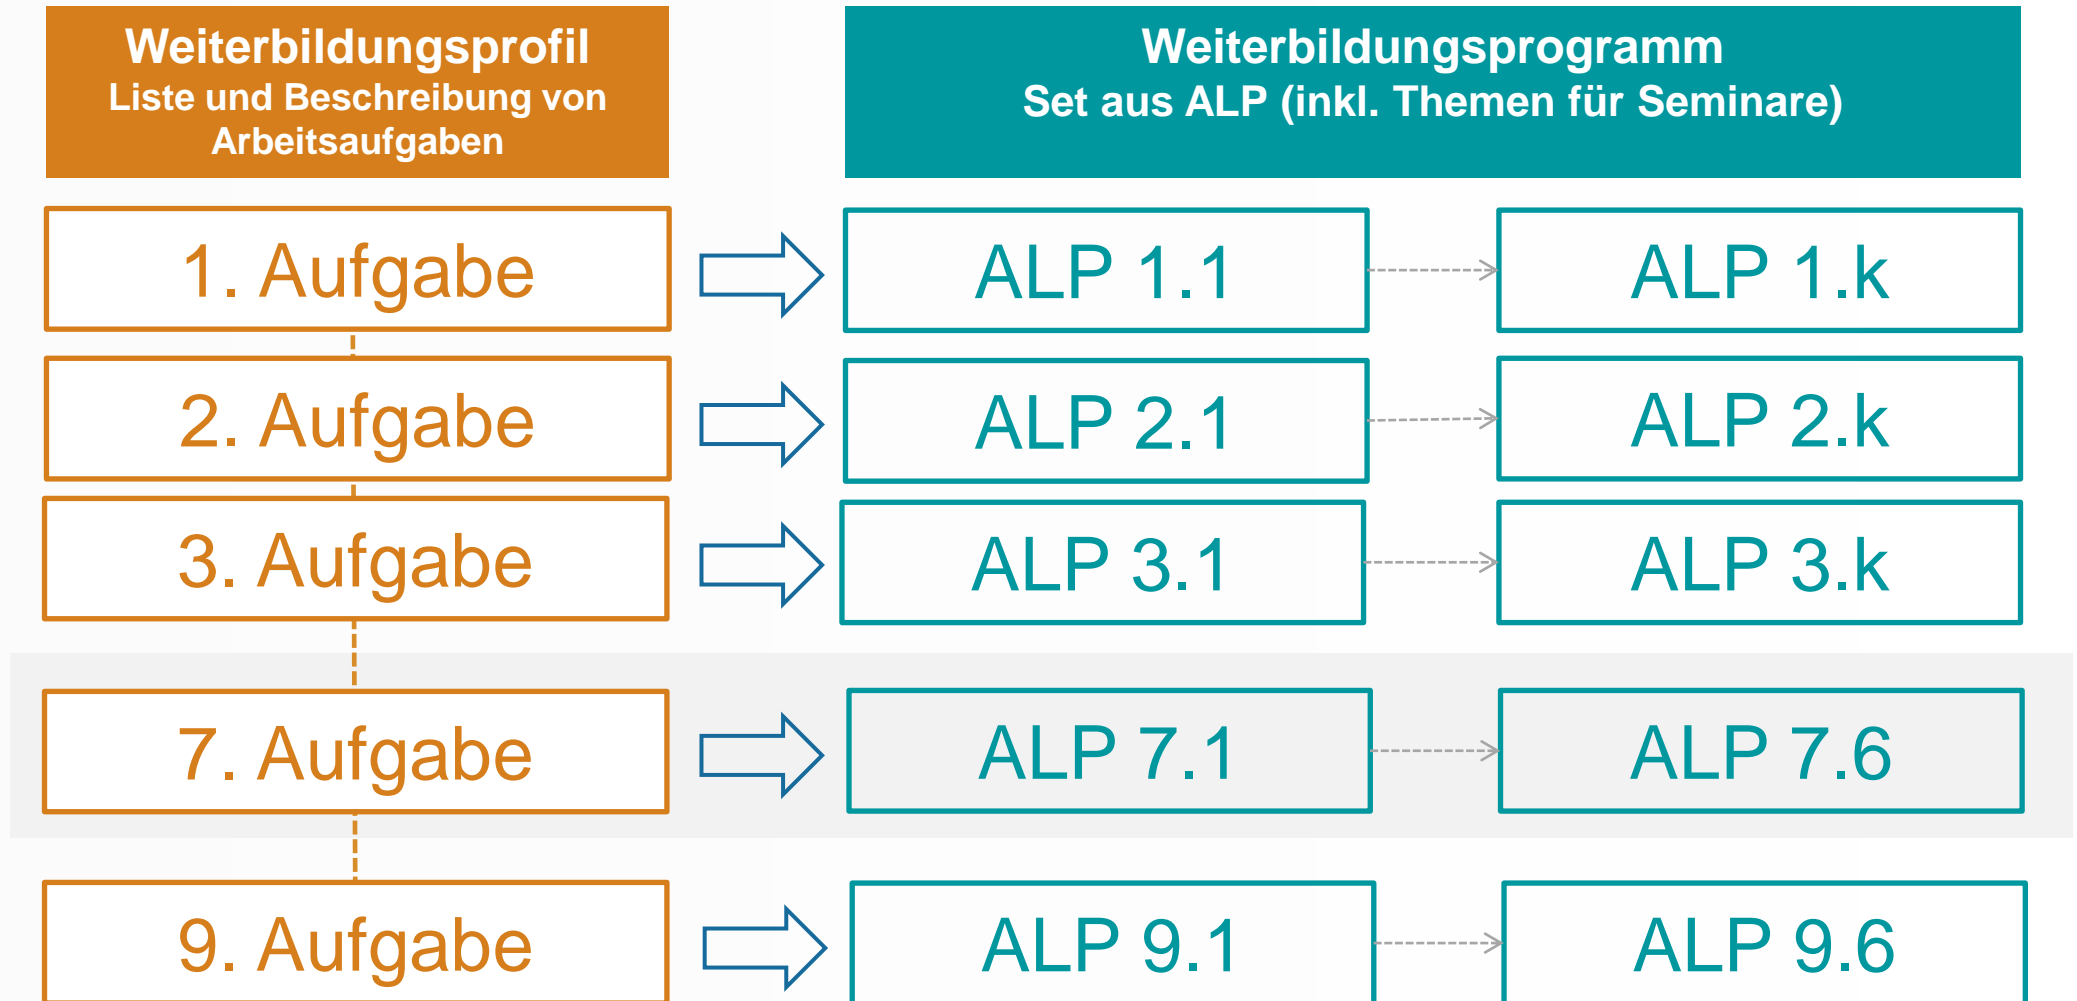 Weiterbildungsprofil
Liste und Beschreibung von
Arbeitsaufgaben
Weiterbildungsprogramm
Set aus ALP (inkl. Themen für Seminare)
1. Aufgabe
ALP 1.1
ALP 1.k
2. Aufgabe
ALP 2.1
ALP 2.k
3. Aufgabe
ALP 3.1
ALP 3.k
7. Aufgabe
ALP 7.1
ALP 7.6
9. Aufgabe
ALP 9.1
ALP 9.6